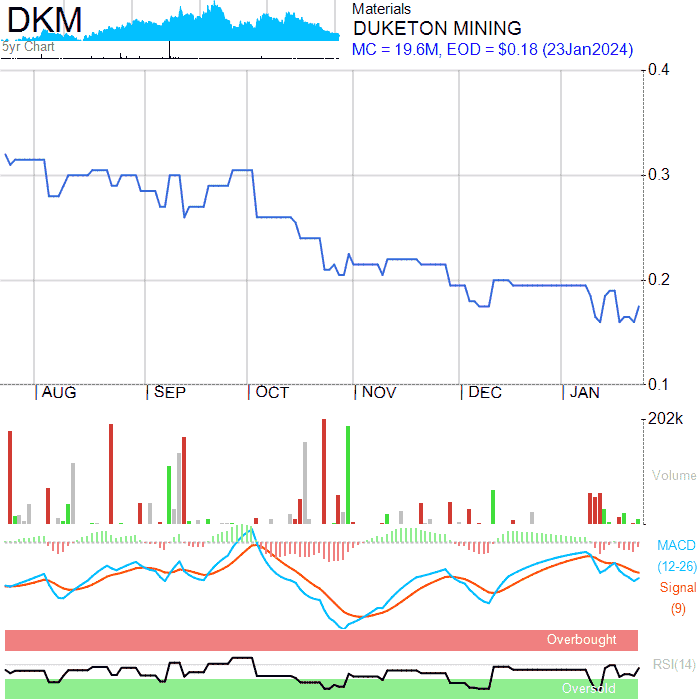 DKM
5yr Chart
Materials
DUKETON MINING
MC = 19.6M, EOD = $0.18 (23Jan2024)
0.4
0.3
0.2
0.1
AUG SEP OCT NOV DEC JAN
202k
Volume
MACD
(12-26)
Signal
(9)
Overbought
RSI(14)
Oversold